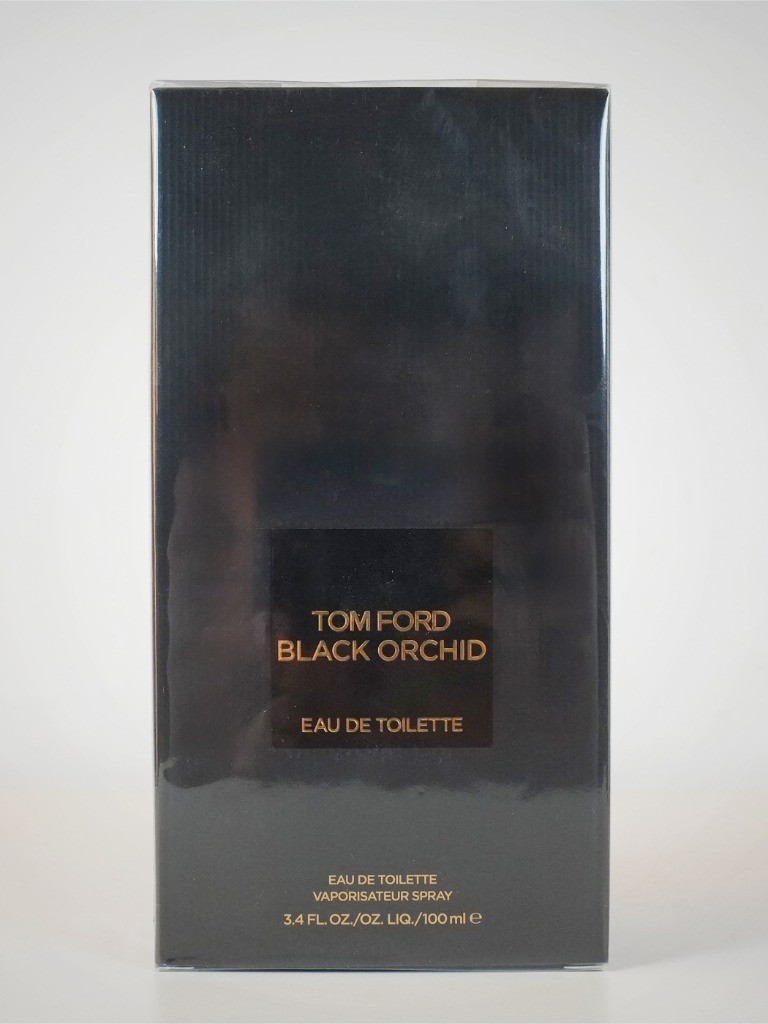 TOM FORD
BLACK ORCHID
EAU DE TOILETTE
EAU DE TOILETTE
VAPORISATEUR SPRAY
3.4 FL. OZ./OZ. LIQ./100 ml ℮